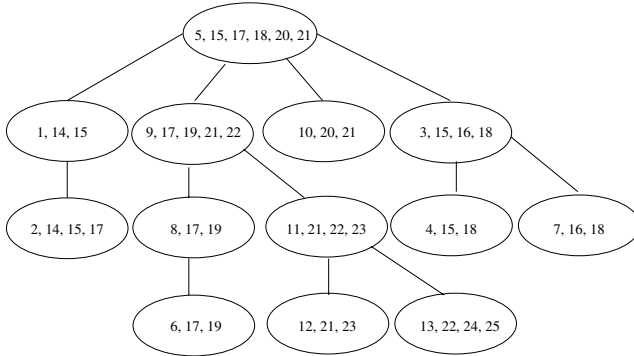 5, 15, 17, 18, 20, 21
1, 14, 15
9, 17, 19, 21, 22
10, 20, 21
3, 15, 16, 18
2, 14, 15, 17
8, 17, 19
11, 21, 22, 23
4, 15, 18
7, 16, 18
6, 17, 19
12, 21, 23
13, 22, 24, 25